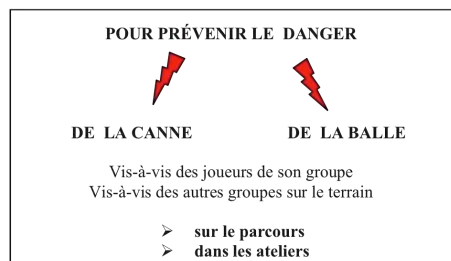 POUR PRÉVENIR LE DANGER
DE LA CANNE DE LA BALLE
Vis-à-vis des joueurs de son groupe
Vis-à-vis des autres groupes sur le terrain
➢ sur le parcours
➢ dans les ateliers